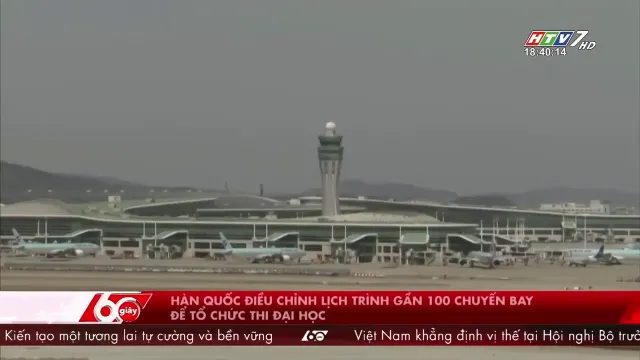 HTV7 HD
18:40:14
HÀN QUỐC ĐIỀU CHỈNH LỊCH TRÌNH GẦN 100 CHUYẾN BAY
ĐỂ TỔ CHỨC THI ĐẠI HỌC
60 giây
Kiến tạo một tương lai tự cường và bền vững
60 Việt Nam khẳng định vị thế tại Hội nghị Bộ trư